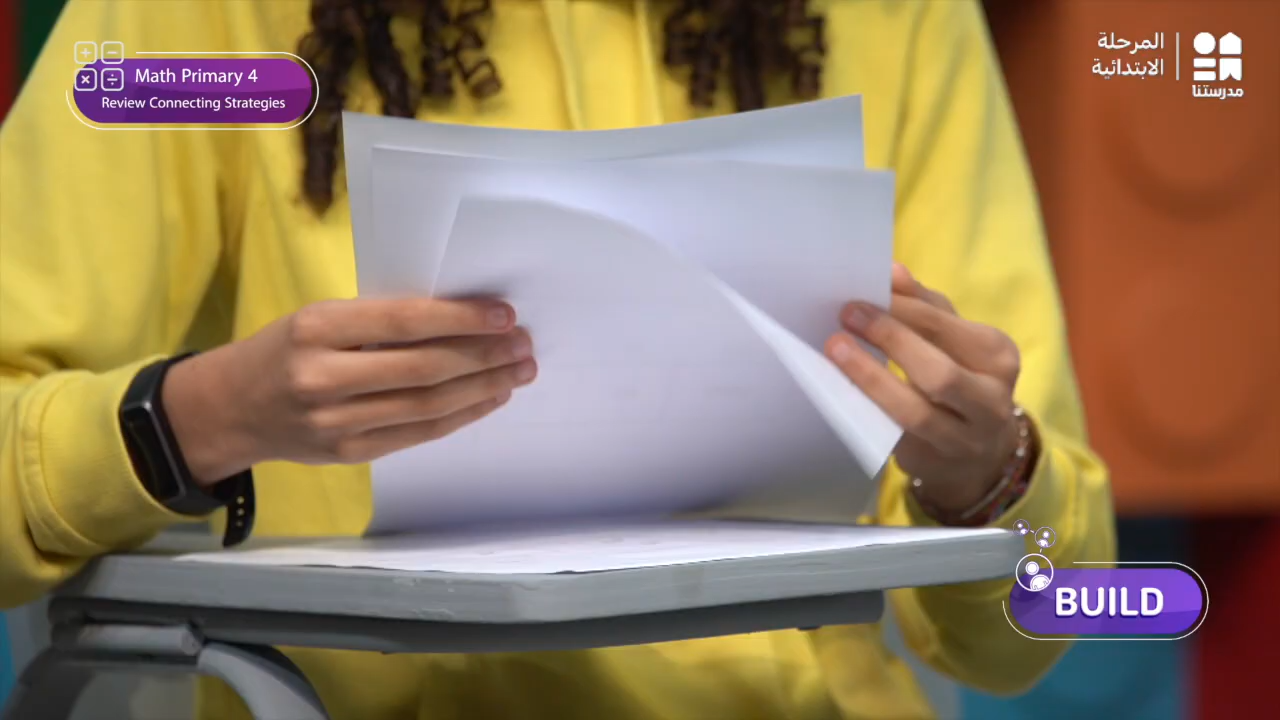 Math Primary 4
Review Connecting Strategies
المرحلة
الابتدائية
مدرستنا
BUILD